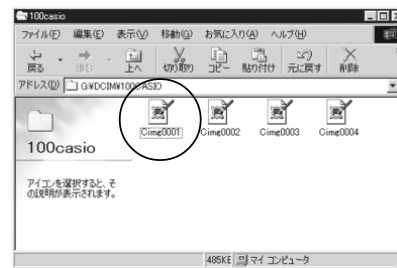 100casio
ファイル(F) 編集(E) 表示(V) 移動(G) お気に入り(A) ヘルプ(H)
戻る 進む 上へ 切り取り コピー 貼り付け 元に戻す 削除
アドレス(D) G:¥DCIM¥100CASIO
Cimg0001 Cimg0002 Cimg0003 Cimg0004
100casio
アイコンを選択すると、そ
の説明が表示されます。
485KB マイ コンピュータ